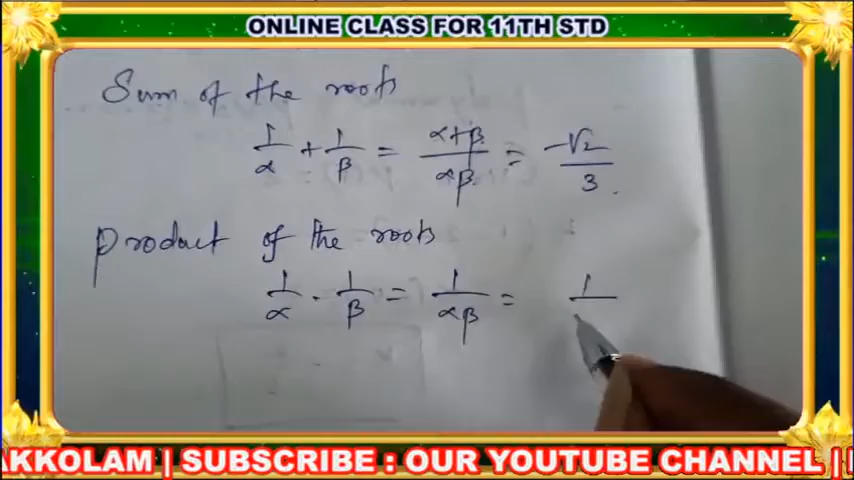 ONLINE CLASS FOR 11TH STD
Sum of the roots
1/α + 1/β = α+β/αβ = -√2/3.
Product of the roots
1/α · 1/β = 1/αβ = 1/
AKKOLAM | SUBSCRIBE : OUR YOUTUBE CHANNEL ||